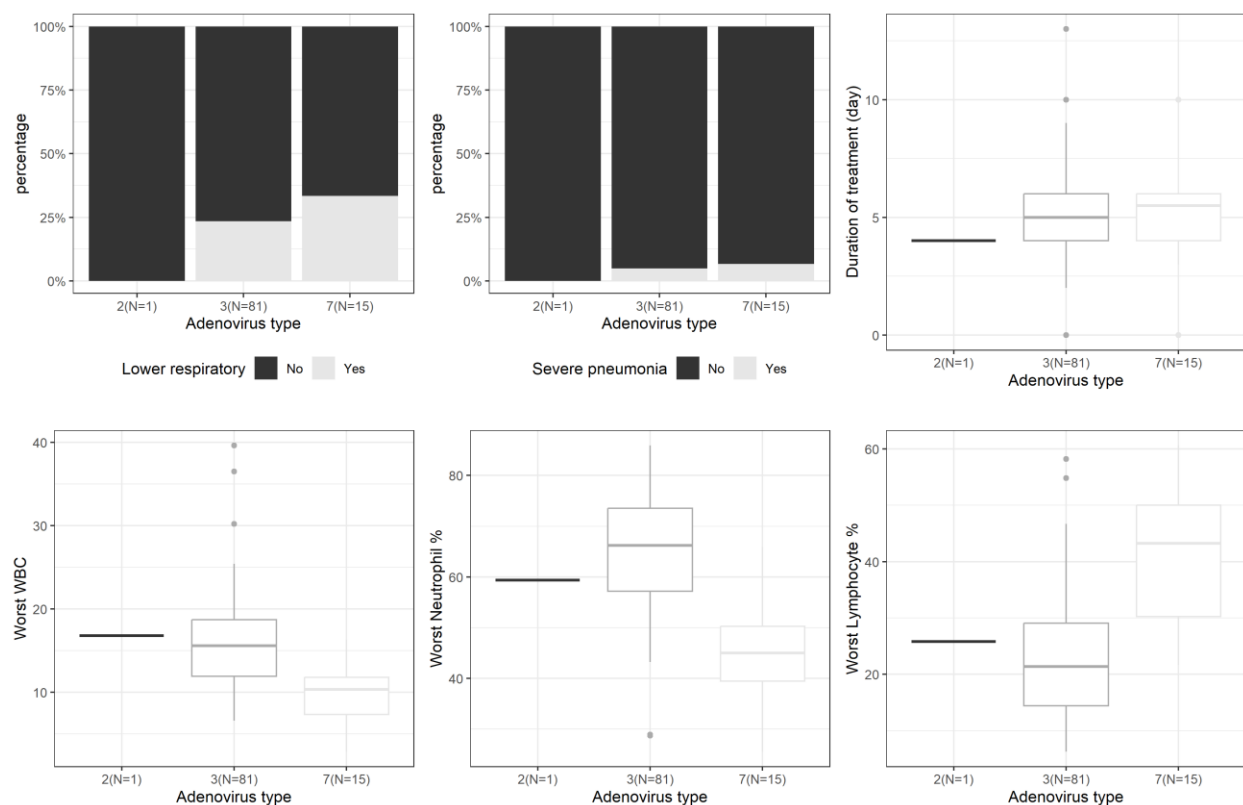 100%
75%
50%
25%
0%
percentage
2(N=1) 3(N=81) 7(N=15)
Adenovirus type
Lower respiratory No Yes
100%
75%
50%
25%
0%
percentage
2(N=1) 3(N=81) 7(N=15)
Adenovirus type
Severe pneumonia No Yes
10
5
0
Duration of treatment (day)
2(N=1) 3(N=81) 7(N=15)
Adenovirus type
40
30
20
10
Worst WBC
2(N=1) 3(N=81) 7(N=15)
Adenovirus type
80
60
40
Worst Neutrophil %
2(N=1) 3(N=81) 7(N=15)
Adenovirus type
60
40
20
Worst Lymphocyte %
2(N=1) 3(N=81) 7(N=15)
Adenovirus type